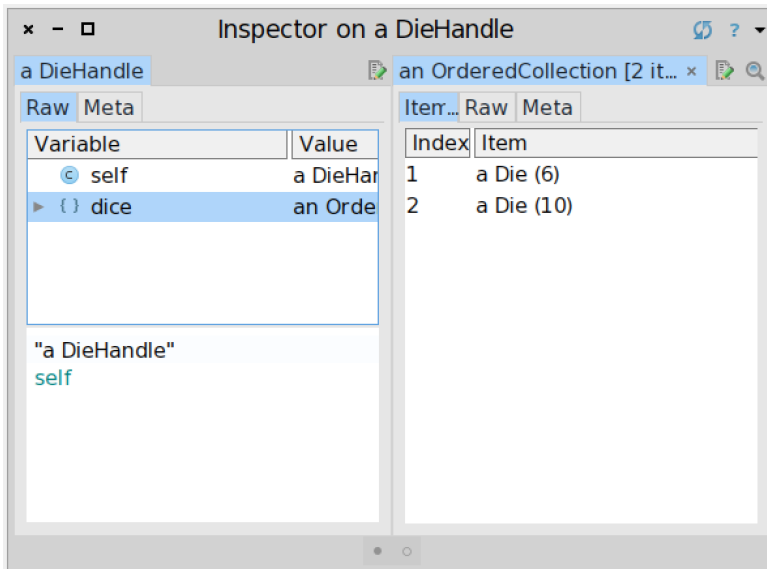 Inspector on a DieHandle
?
a DieHandle
an OrderedCollection [2 it... ×
Raw Meta
Item... Raw Meta
Variable Value
Index Item
c self a DieHar
1 a Die (6)
{ } dice an Orde
2 a Die (10)
"a DieHandle"
self